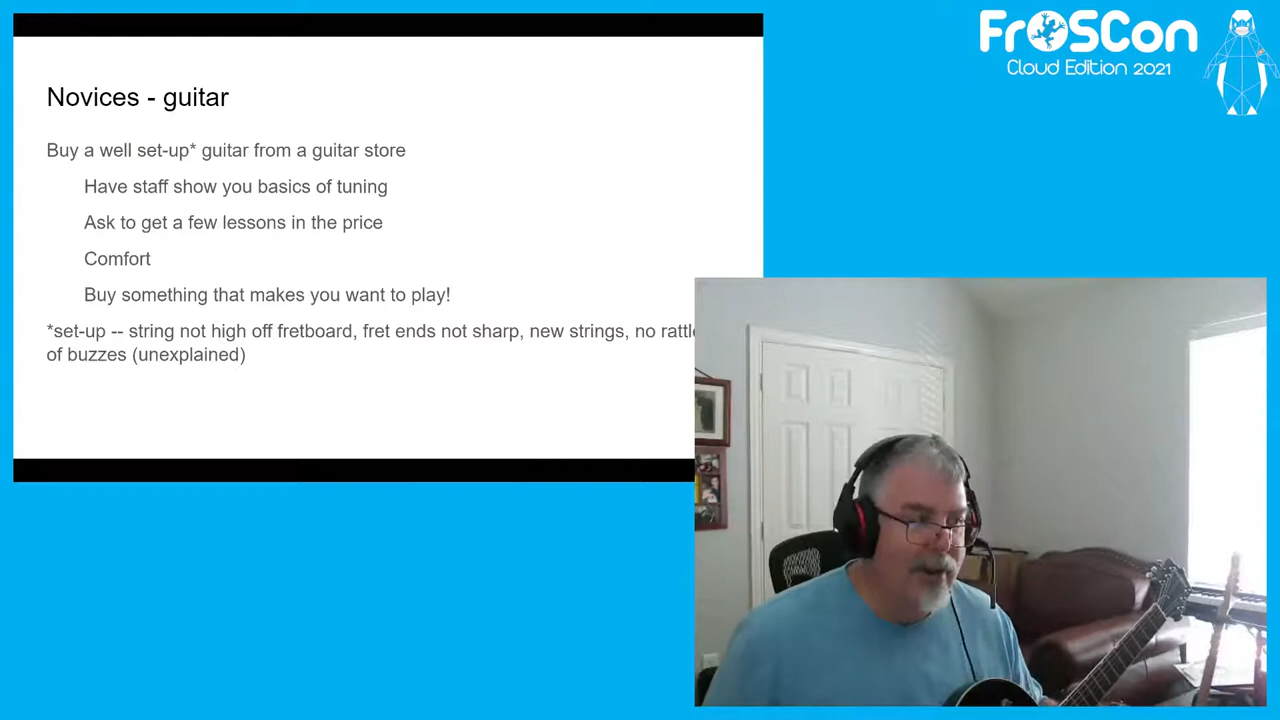 FrOSCon
Cloud Edition 2021
Novices - guitar
Buy a well set-up* guitar from a guitar store
Have staff show you basics of tuning
Ask to get a few lessons in the price
Comfort
Buy something that makes you want to play!
*set-up -- string not high off fretboard, fret ends not sharp, new strings, no
of buzzes (unexplained)